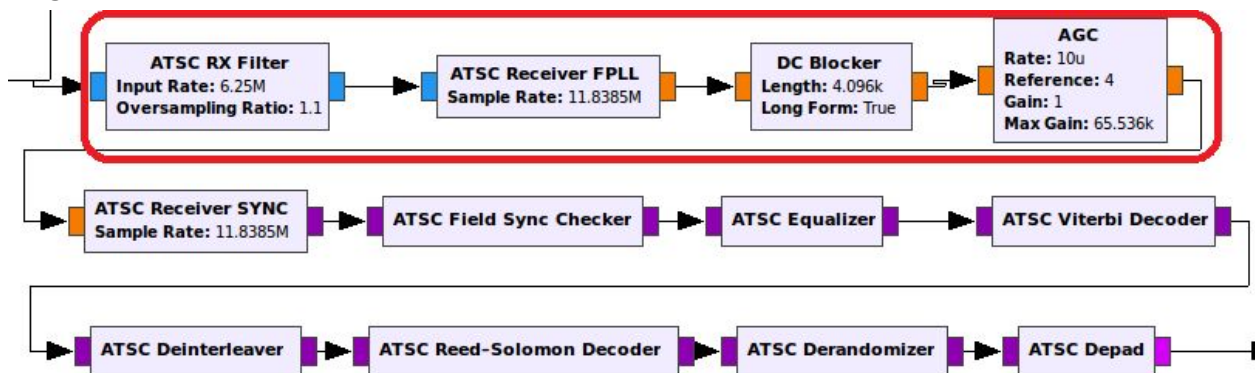 ATSC RX Filter
Input Rate: 6.25M
Oversampling Ratio: 1.1
ATSC Receiver FPLL
Sample Rate: 11.8385M
DC Blocker
Length: 4.096k
Long Form: True
AGC
Rate: 10u
Reference: 4
Gain: 1
Max Gain: 65.536k
ATSC Receiver SYNC
Sample Rate: 11.8385M
ATSC Field Sync Checker
ATSC Equalizer
ATSC Viterbi Decoder
ATSC Deinterleaver
ATSC Reed-Solomon Decoder
ATSC Derandomizer
ATSC Depad